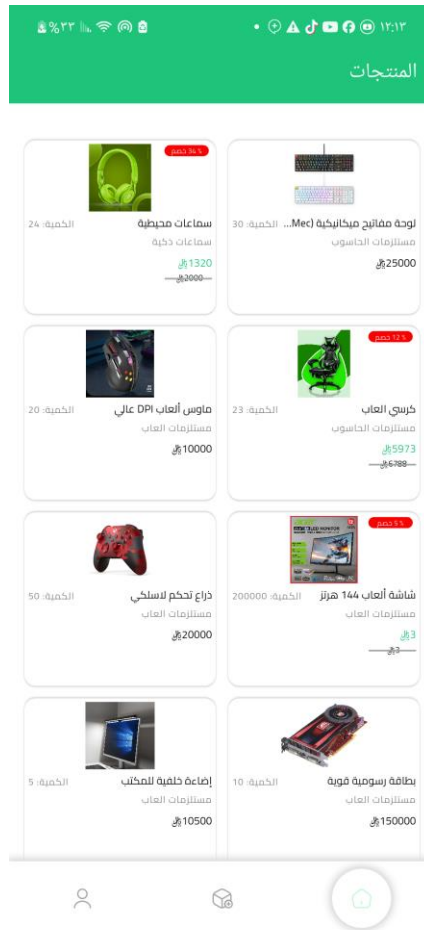 ١٢:١٣
%٣٣
المنتجات
لوحة مفاتيح ميكانيكية (Mec...
الكمية: 30
مستلزمات الحاسوب
25000
34 % خصم
سماعات محيطية
الكمية: 24
سماعات ذكية
1320
2000
12 % خصم
كرسي العاب
الكمية: 23
مستلزمات الحاسوب
5973
6788
ماوس ألعاب DPI عالي
الكمية: 20
مستلزمات العاب
10000
5 % خصم
شاشة ألعاب 144 هرتز
الكمية: 200000
مستلزمات العاب
3
3
ذراع تحكم لاسلكي
الكمية: 50
مستلزمات العاب
20000
بطاقة رسومية قوية
الكمية: 10
مستلزمات العاب
150000
إضاءة خلفية للمكتب
الكمية: 5
مستلزمات العاب
10500